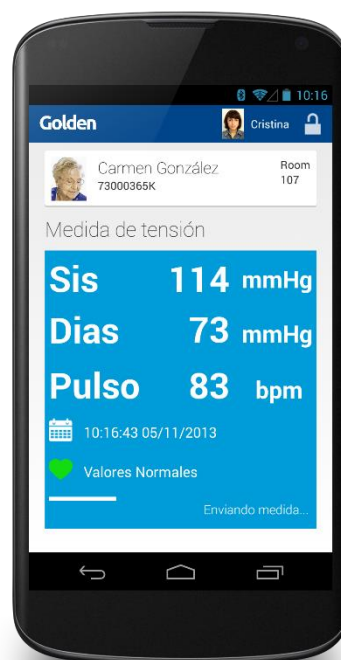 10:16
Golden
Cristina
Carmen González
73000365K
Room
107
Medida de tensión
Sis 114 mmHg
Dias 73 mmHg
Pulso 83 bpm
10:16:43 05/11/2013
Valores Normales
Enviando medida...